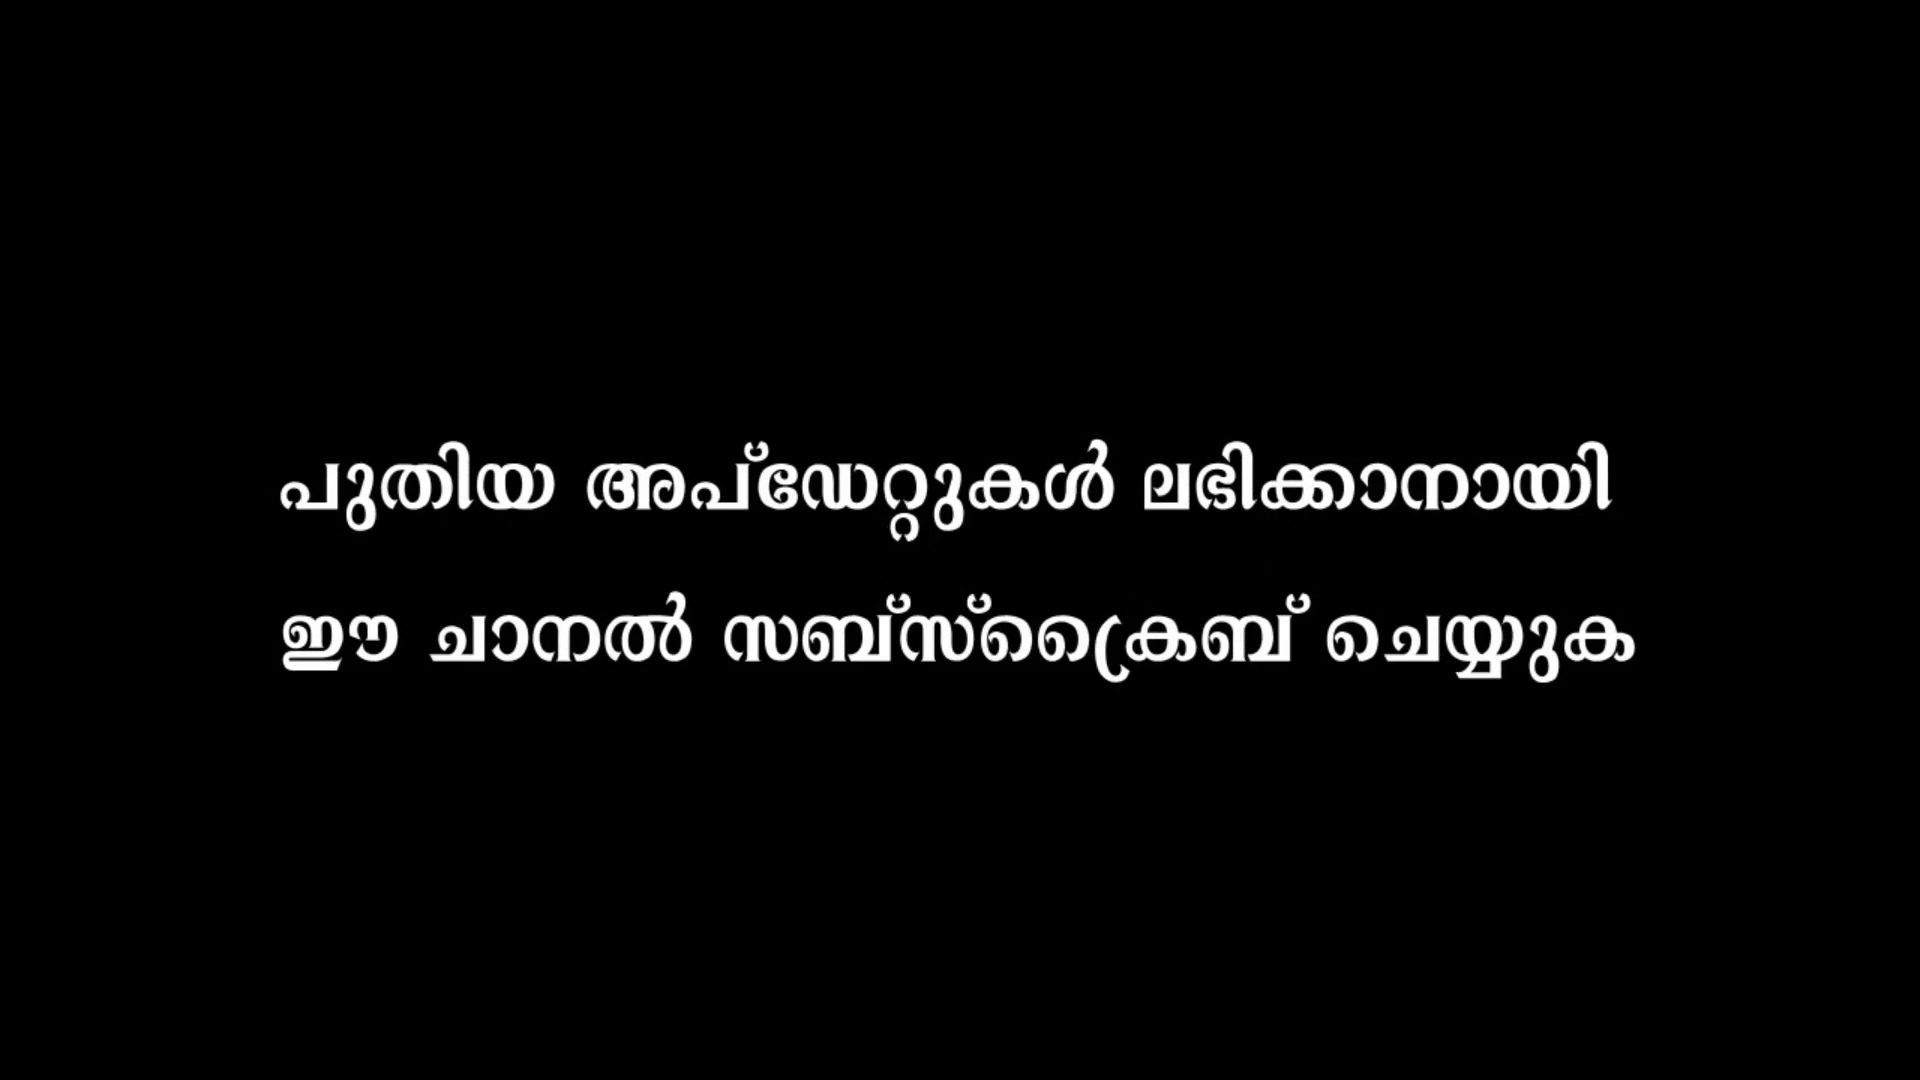 പുതിയ അപ്ഡേറ്റുകൾ ലഭിക്കാനായി
ഈ ചാനൽ സബ്സ്ക്രൈബ് ചെയ്യുക